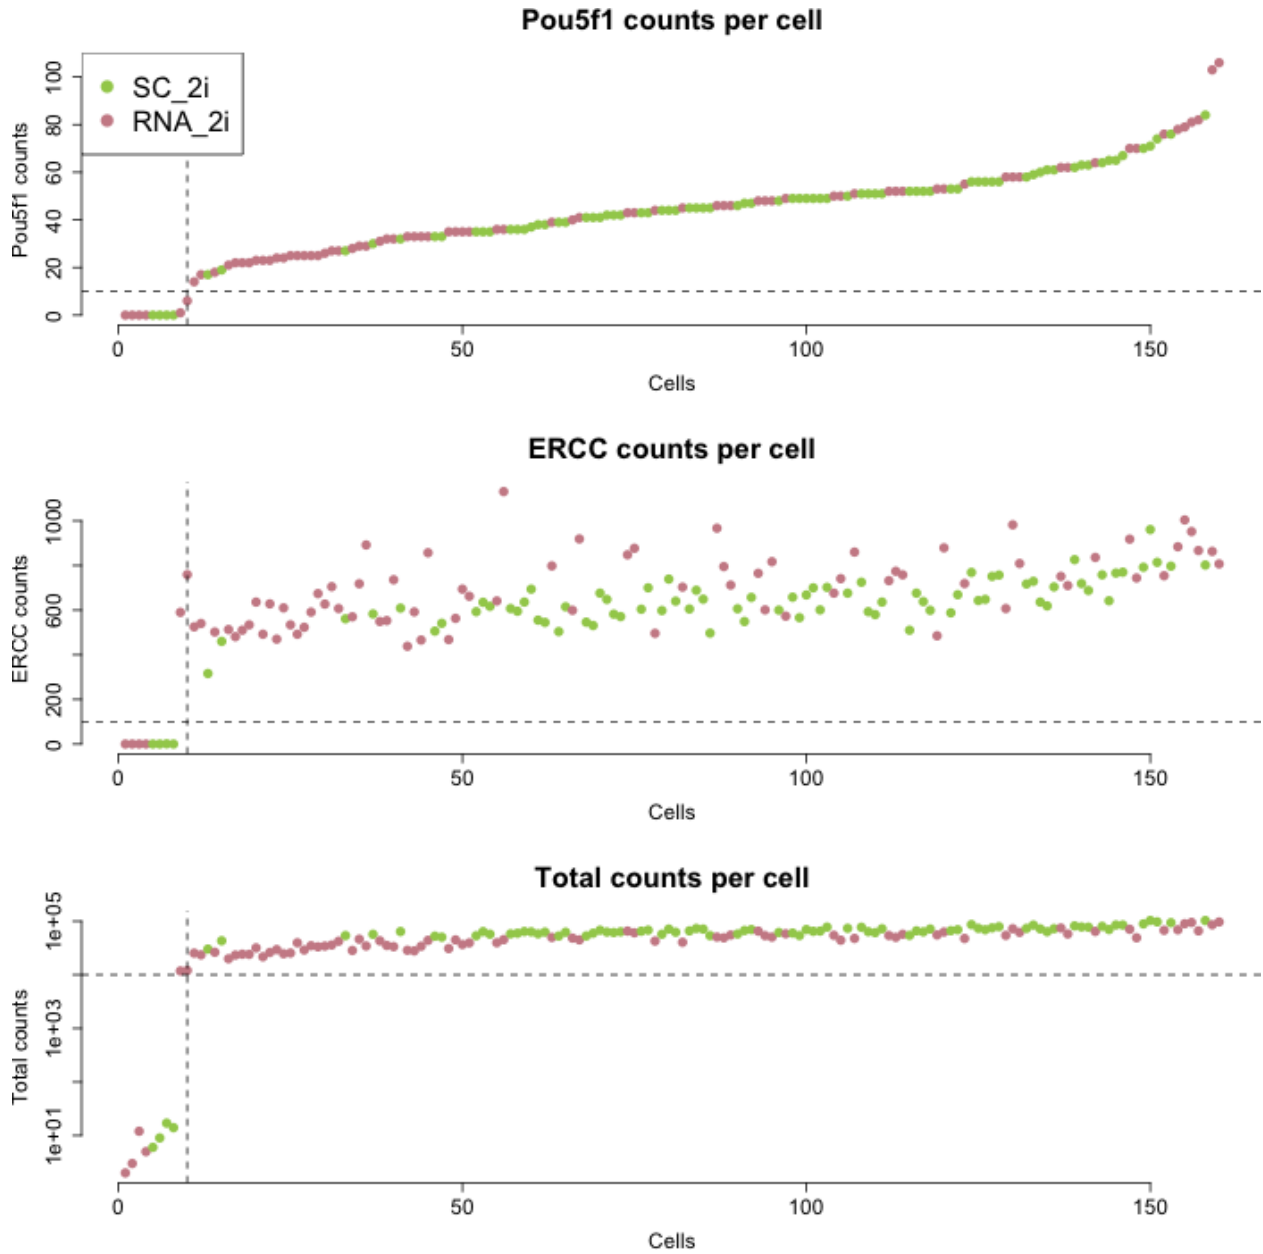 Pou5f1 counts per cell
SC_2i
RNA_2i
Pou5f1 counts
0 20 40 60 80 100
0 50 100 150
Cells
ERCC counts per cell
ERCC counts
0 200 600 1000
0 50 100 150
Cells
Total counts per cell
Total counts
1e+01 1e+03 1e+05
0 50 100 150
Cells